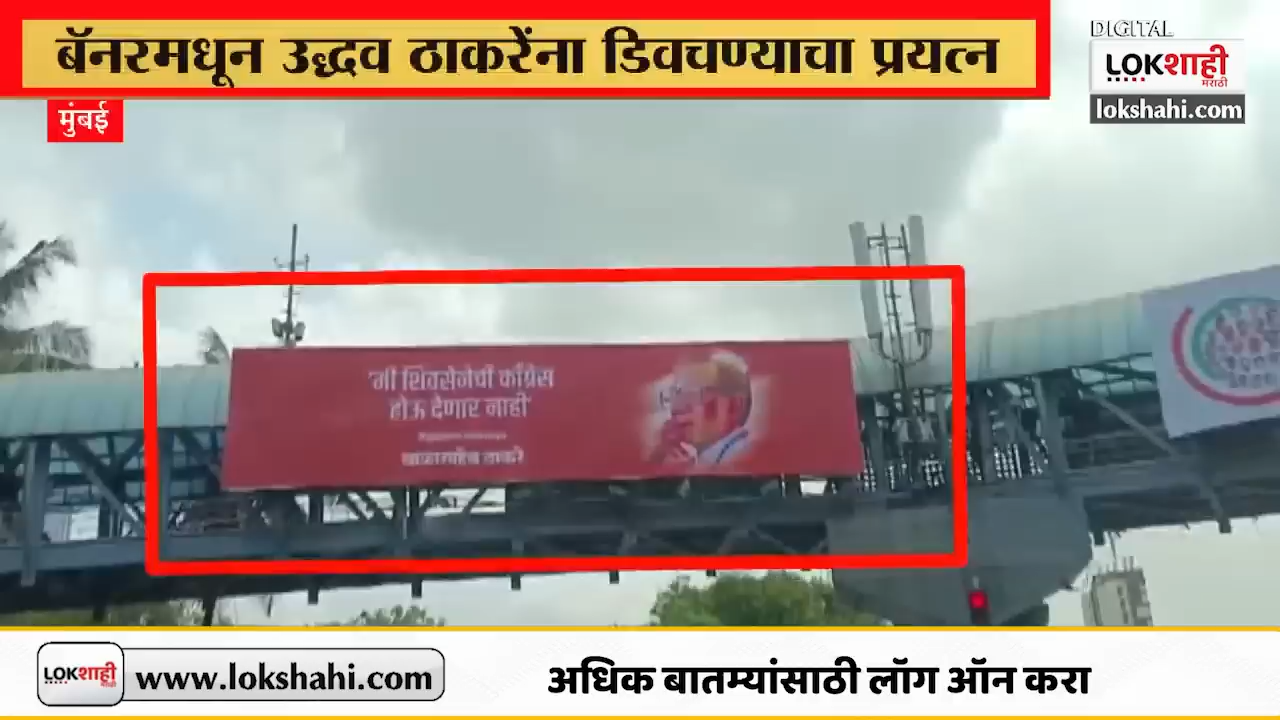 बॅनरमधून उद्धव ठाकरेंना डिवचण्याचा प्रयत्न
DIGITAL
LOKशाही
मराठी
lokshahi.com
मुंबई
'मी शिवसेनेची काँग्रेस
होऊ देणार नाही'
बाळासाहेब ठाकरे
LOKशाही
मराठी
www.lokshahi.com
अधिक बातम्यांसाठी लॉग ऑन करा